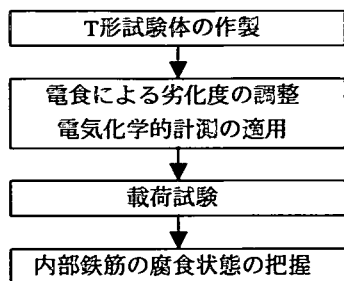 T形試験体の作製
電食による劣化度の調整
電気化学的計測の適用
載荷試験
内部鉄筋の腐食状態の把握